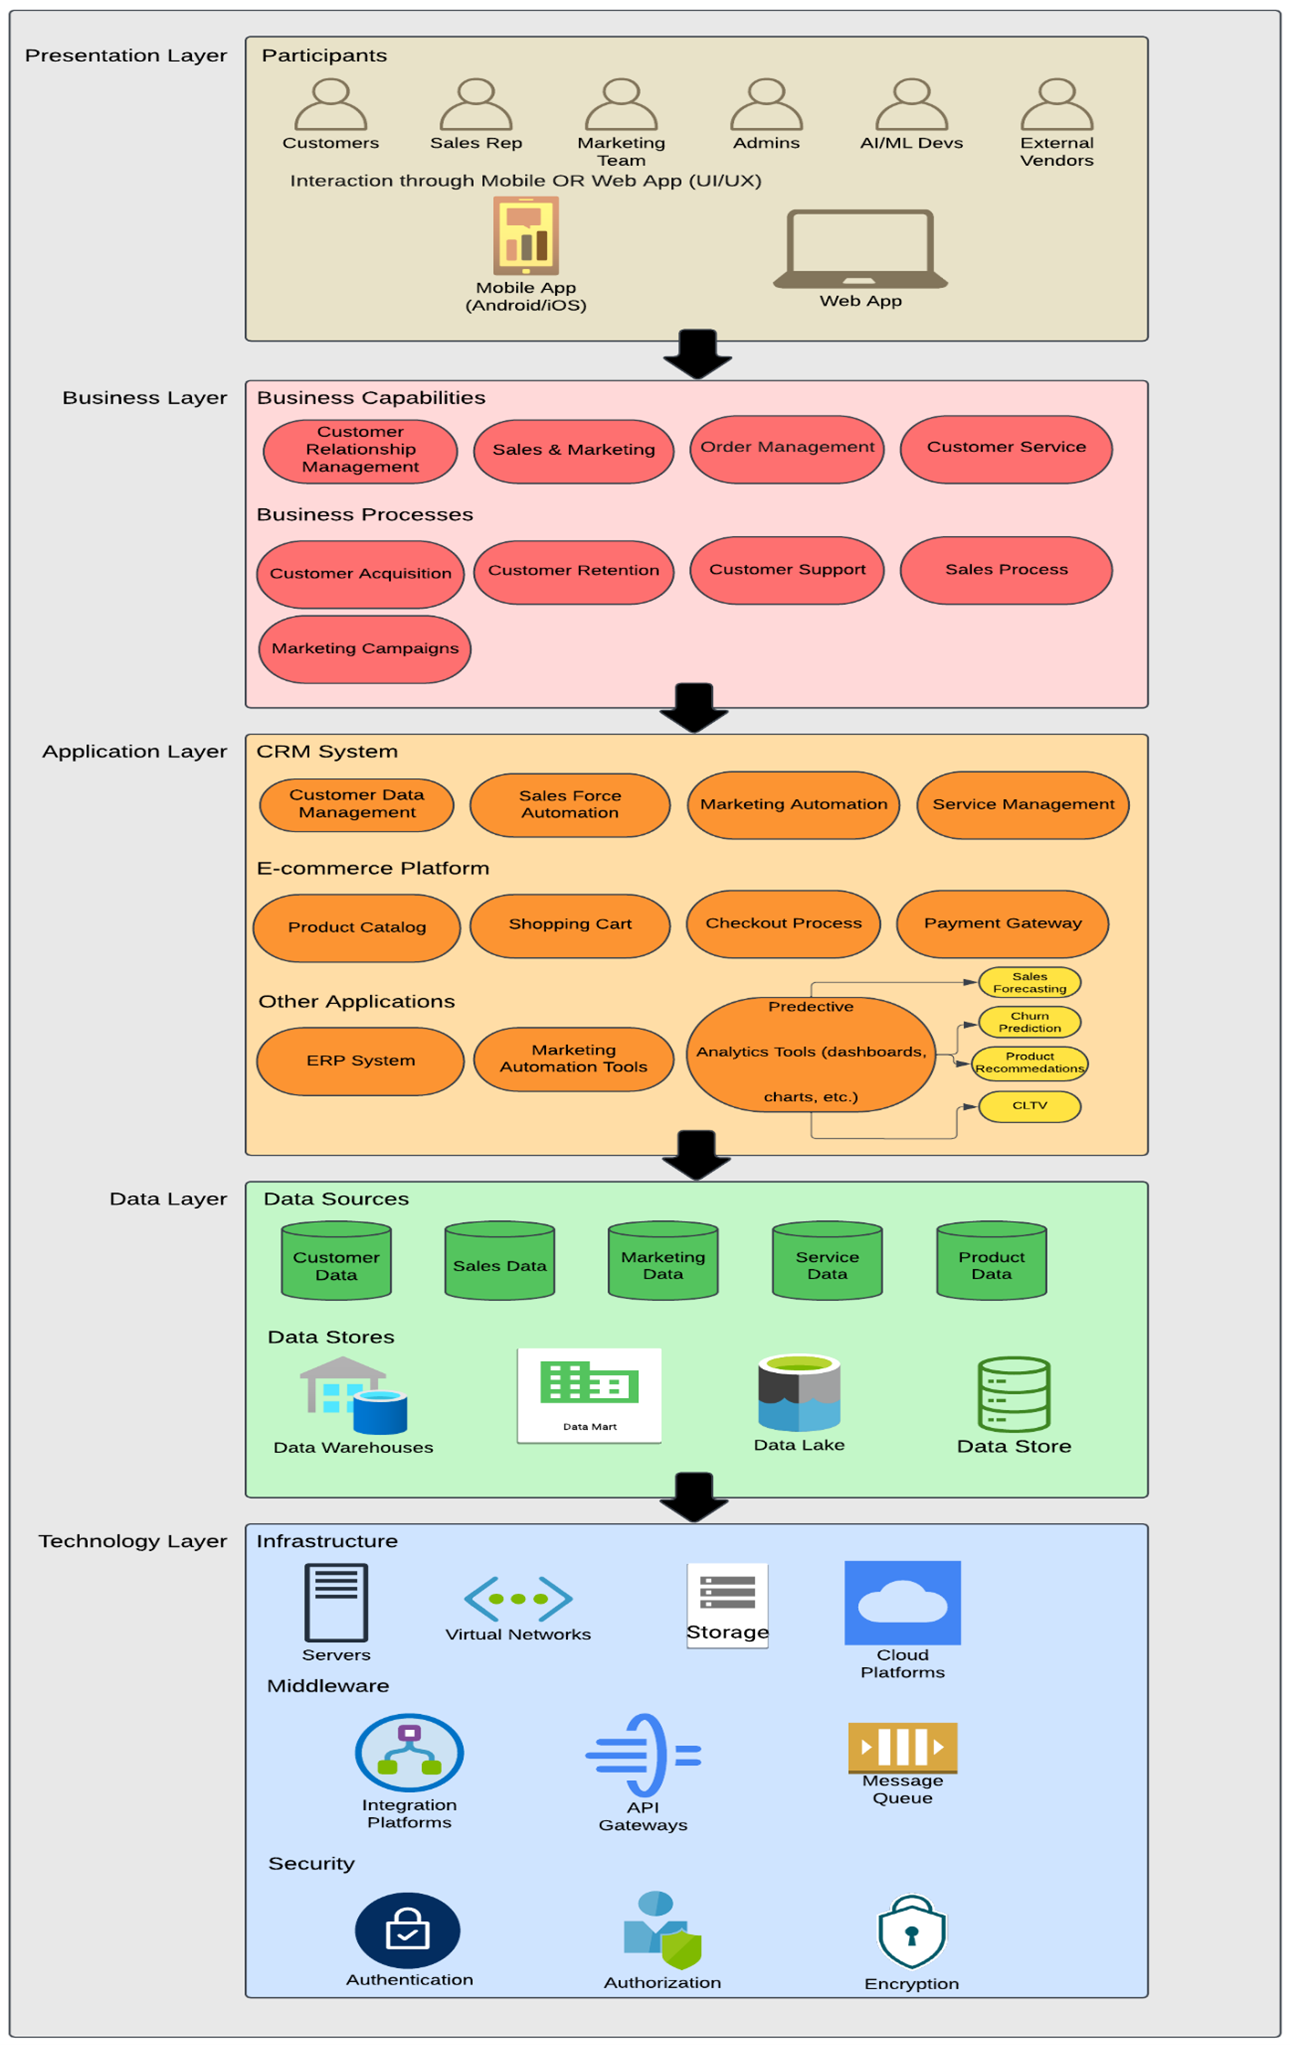 Presentation Layer
Participants
Customers
Sales Rep
Marketing
Team
Admins
AI/ML Devs
External
Vendors
Interaction through Mobile OR Web App (UI/UX)
Mobile App
(Android/iOS)
Web App
Business Layer
Business Capabilities
Customer
Relationship
Management
Sales & Marketing
Order Management
Customer Service
Business Processes
Customer Acquisition
Customer Retention
Customer Support
Sales Process
Marketing Campaigns
Application Layer
CRM System
Customer Data
Management
Sales Force
Automation
Marketing Automation
Service Management
E-commerce Platform
Product Catalog
Shopping Cart
Checkout Process
Payment Gateway
Other Applications
ERP System
Marketing
Automation Tools
Predective
Analytics Tools (dashboards,
charts, etc.)
Sales
Forecasting
Churn
Prediction
Product
Recommedations
CLTV
Data Layer
Data Sources
Customer
Data
Sales Data
Marketing
Data
Service
Data
Product
Data
Data Stores
Data Warehouses
Data Mart
Data Lake
Data Store
Technology Layer
Infrastructure
Servers
Virtual Networks
Storage
Cloud
Platforms
Middleware
Integration
Platforms
API
Gateways
Message
Queue
Security
Authentication
Authorization
Encryption